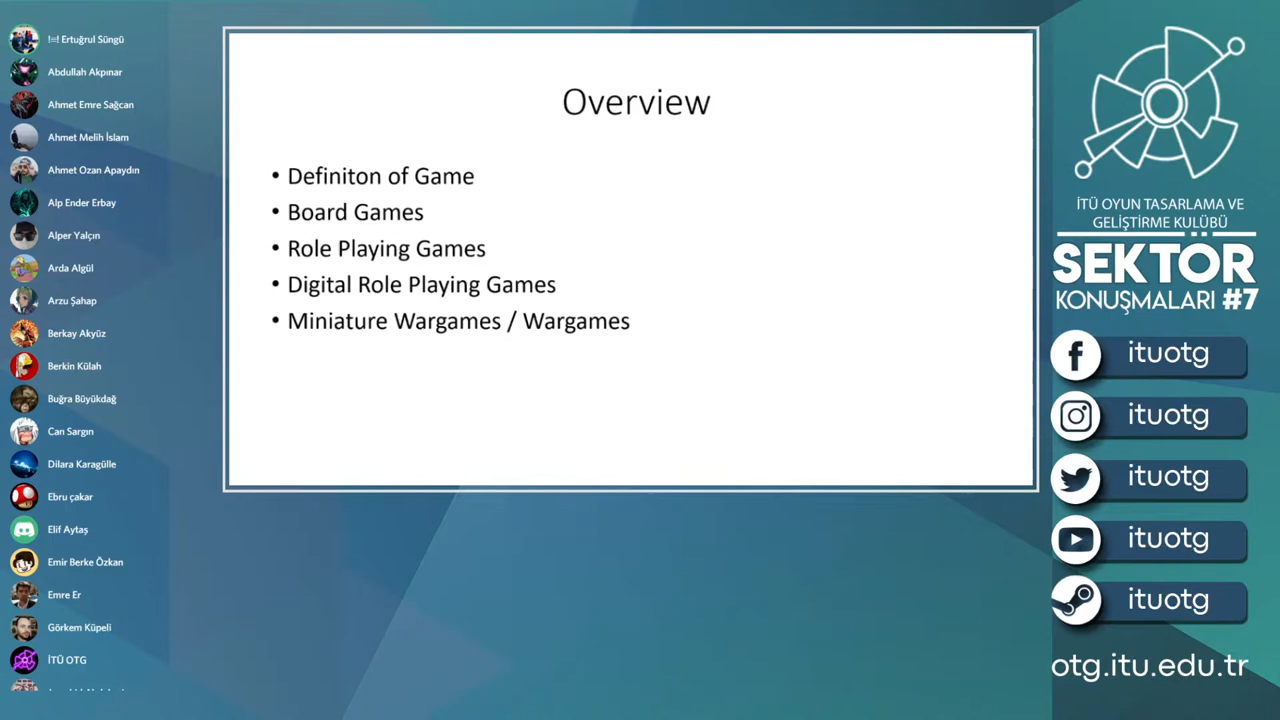 !=! Ertuğrul Süngü
Abdullah Akpınar
Ahmet Emre Sağcan
Ahmet Melih İslam
Ahmet Ozan Apaydın
Alp Ender Erbay
Alper Yalçın
Arda Algül
Arzu Şahap
Berkay Akyüz
Berkin Külah
Buğra Büyükdağ
Can Sargın
Dilara Karagülle
Ebru çakar
Elif Aytaş
Emir Berke Özkan
Emre Er
Görkem Küpeli
İTÜ OTG
Overview
• Definiton of Game
• Board Games
• Role Playing Games
• Digital Role Playing Games
• Miniature Wargames / Wargames
İTÜ OYUN TASARLAMA VE
GELİŞTİRME KULÜBÜ
SEKTÖR
KONUŞMALARI #7
ituotg
ituotg
ituotg
ituotg
ituotg
otg.itu.edu.tr